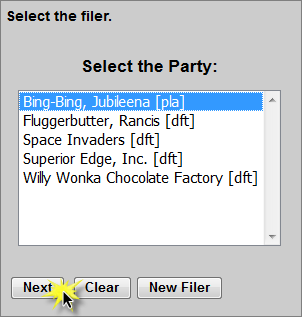 Select the filer.
Select the Party:
Bing-Bing, Jubileena [pla]
Fluggerbutter, Rancis [dft]
Space Invaders [dft]
Superior Edge, Inc. [dft]
Willy Wonka Chocolate Factory [dft]
Next Clear New Filer